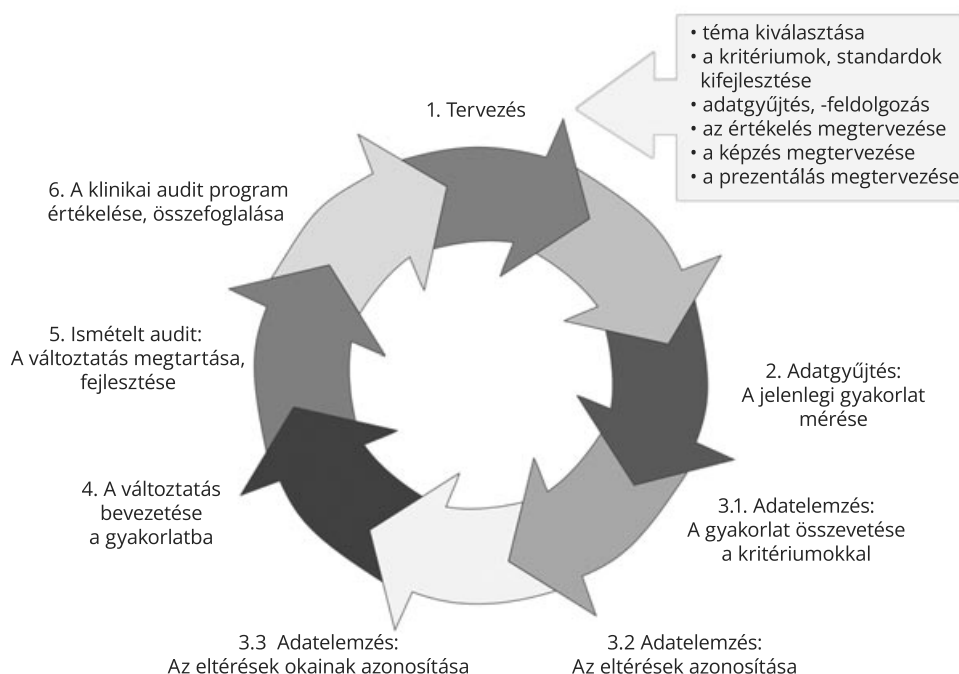 1. Tervezés
• téma kiválasztása
• a kritériumok, standardok
kifejlesztése
• adatgyűjtés, -feldolgozás
• az értékelés megtervezése
• a képzés megtervezése
• a prezentálás megtervezése
2. Adatgyűjtés:
A jelenlegi gyakorlat
mérése
3.1. Adatelemzés:
A gyakorlat összevetése
a kritériumokkal
3.2 Adatelemzés:
Az eltérések azonosítása
3.3 Adatelemzés:
Az eltérések okainak azonosítása
4. A változtatás
bevezetése
a gyakorlatba
5. Ismételt audit:
A változtatás megtartása,
fejlesztése
6. A klinikai audit program
értékelése, összefoglalása